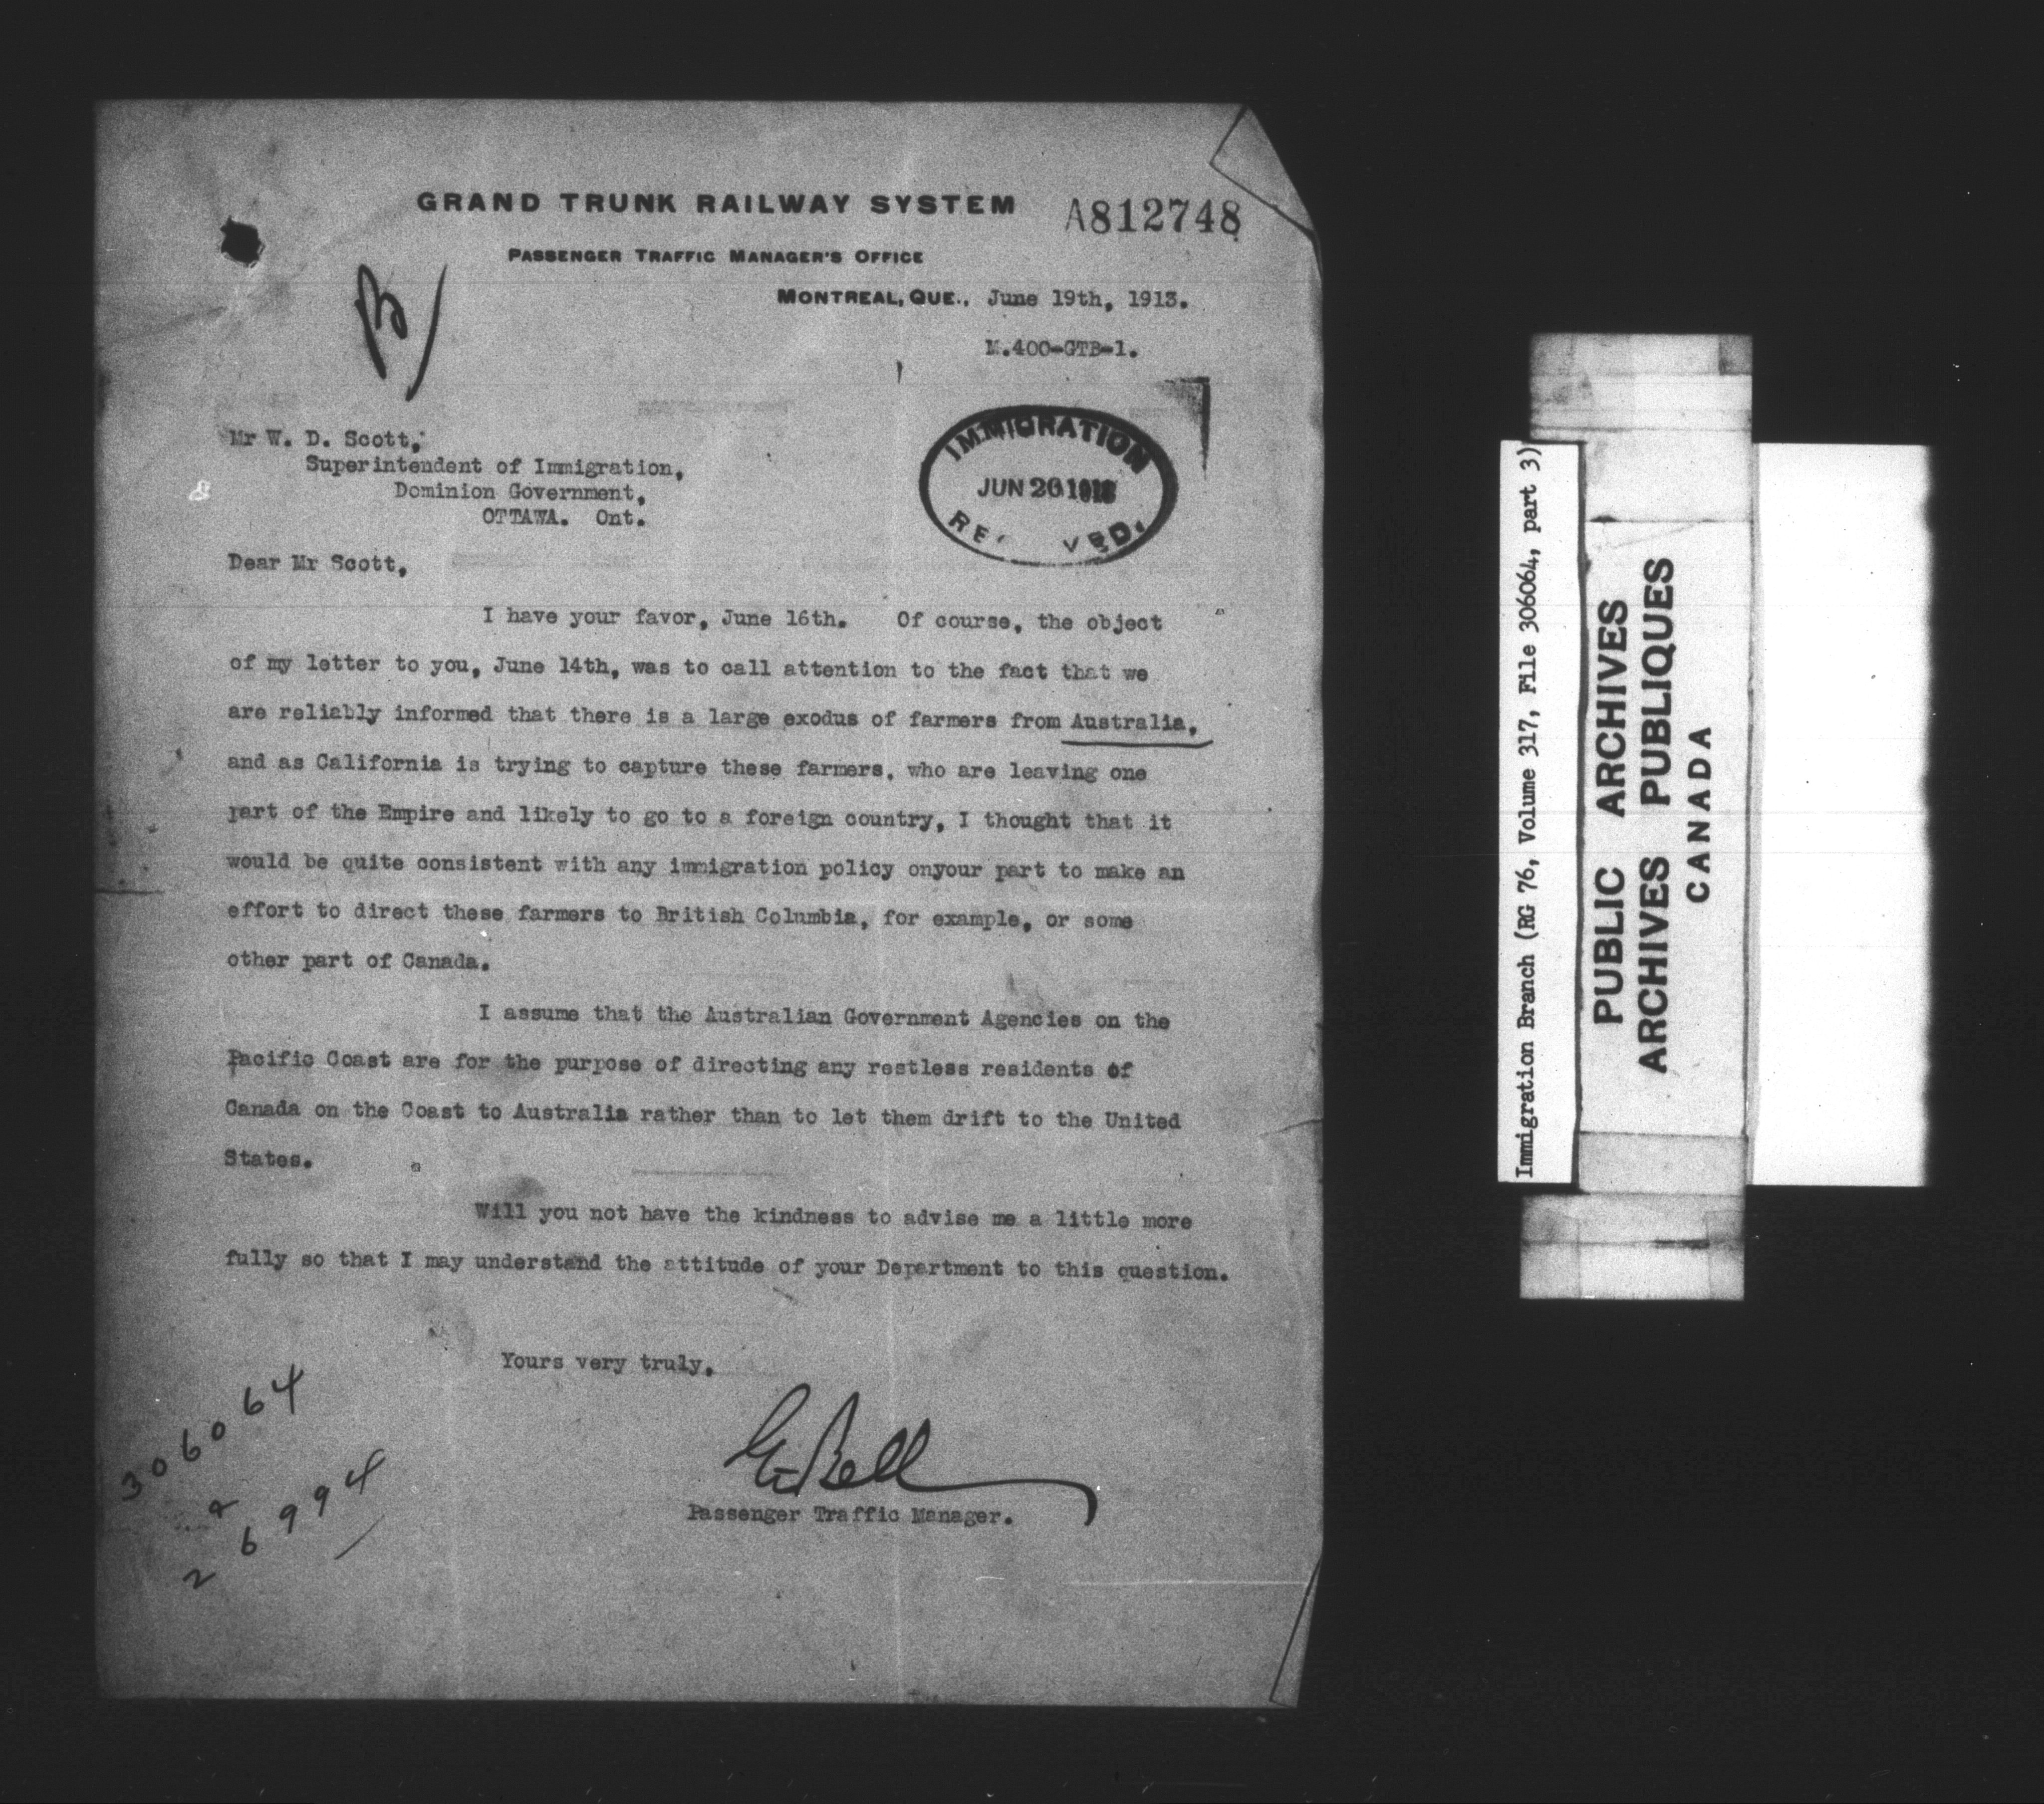 GRAND TRUNK RAILWAY SYSTEM
A812748
PASSENGER TRAFFIC MANAGER'S OFFICE
MONTREAL, QUE., June 19th, 1913.
M.400-GTB-1.
Mr W. D. Scott,
Superintendent of Immigration,
Dominion Government,
OTTAWA. Ont.
IMMIGRATION
JUN 20 1913
Dear Mr Scott,
I have your favor, June 16th. Of course, the object
of my letter to you, June 14th, was to call attention to the fact that we
are reliably informed that there is a large exodus of farmers from Australia,
and as California is trying to capture these farmers, who are leaving one
part of the Empire and likely to go to a foreign country, I thought that it
would be quite consistent with any immigration policy onyour part to make an
effort to direct these farmers to British Columbia, for example, or some
other part of Canada.
I assume that the Australian Government Agencies on the
Pacific Coast are for the purpose of directing any restless residents of
Canada on the Coast to Australia rather than to let them drift to the United
States.
Will you not have the kindness to advise me a little more
fully so that I may understand the attitude of your Department to this question.
Yours very truly,
G.T. Bell
Passenger Traffic Manager.
306064
26994
Immigration Branch (RG 76, Volume 317, File 306064, part 3)
PUBLIC ARCHIVES
ARCHIVES PUBLIQUES
CANADA